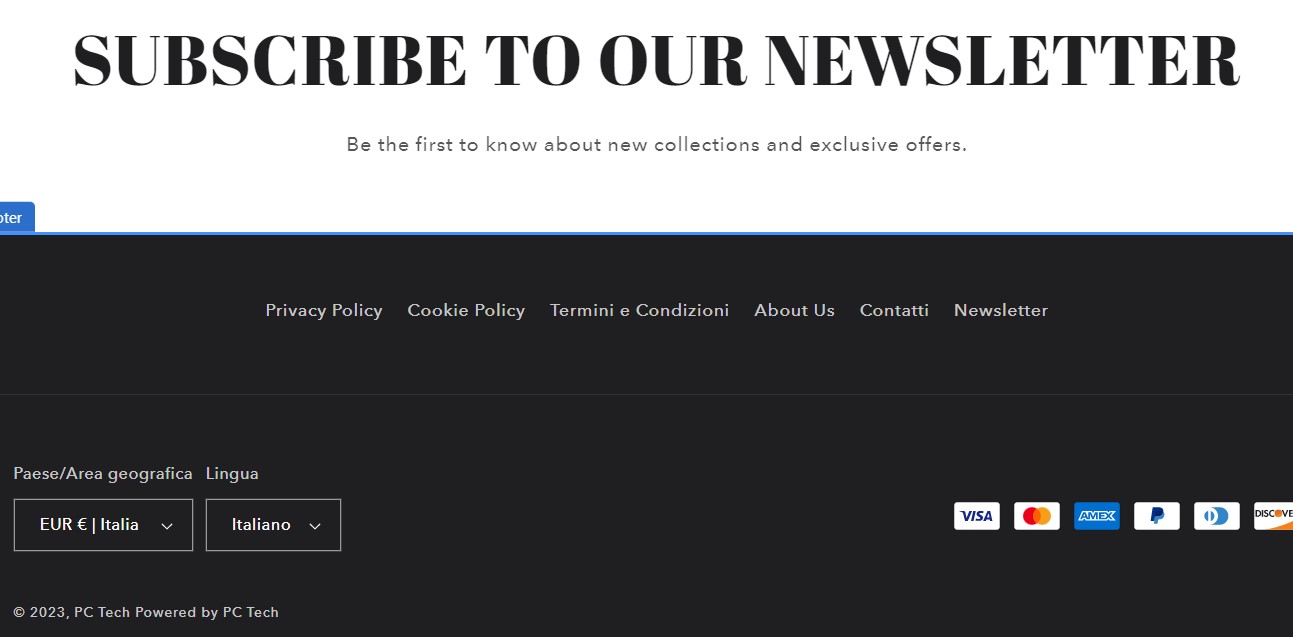 SUBSCRIBE TO OUR NEWSLETTER
Be the first to know about new collections and exclusive offers.
oter
Privacy Policy Cookie Policy Termini e Condizioni About Us Contatti Newsletter
Paese/Area geografica Lingua
EUR € | Italia Italiano
VISA AMEX DISCOVE
© 2023, PC Tech Powered by PC Tech